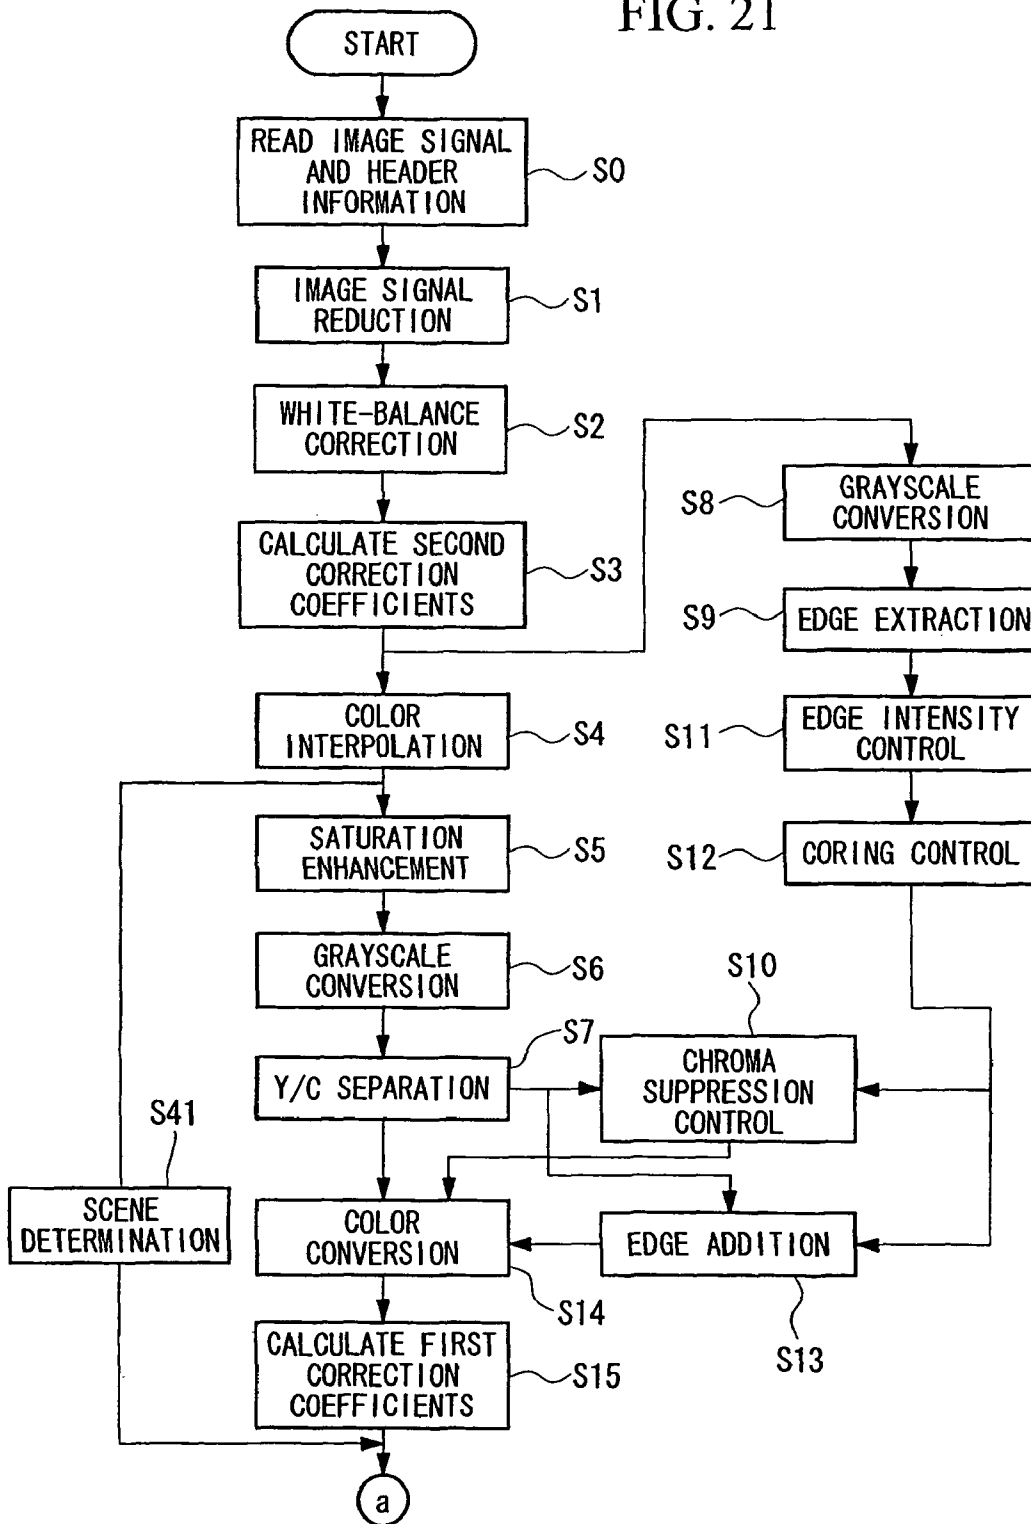 FIG. 21
START
READ IMAGE SIGNAL
AND HEADER
INFORMATION
S0
IMAGE SIGNAL
REDUCTION
S1
WHITE-BALANCE
CORRECTION
S2
CALCULATE SECOND
CORRECTION
COEFFICIENTS
S3
COLOR
INTERPOLATION
S4
SATURATION
ENHANCEMENT
S5
GRAYSCALE
CONVERSION
S6
Y/C SEPARATION
S7
S8
GRAYSCALE
CONVERSION
S9
EDGE EXTRACTION
S11
EDGE INTENSITY
CONTROL
S12
CORING CONTROL
S10
CHROMA
SUPPRESSION
CONTROL
S41
SCENE
DETERMINATION
COLOR
CONVERSION
S14
EDGE ADDITION
S13
CALCULATE FIRST
CORRECTION
COEFFICIENTS
S15
a